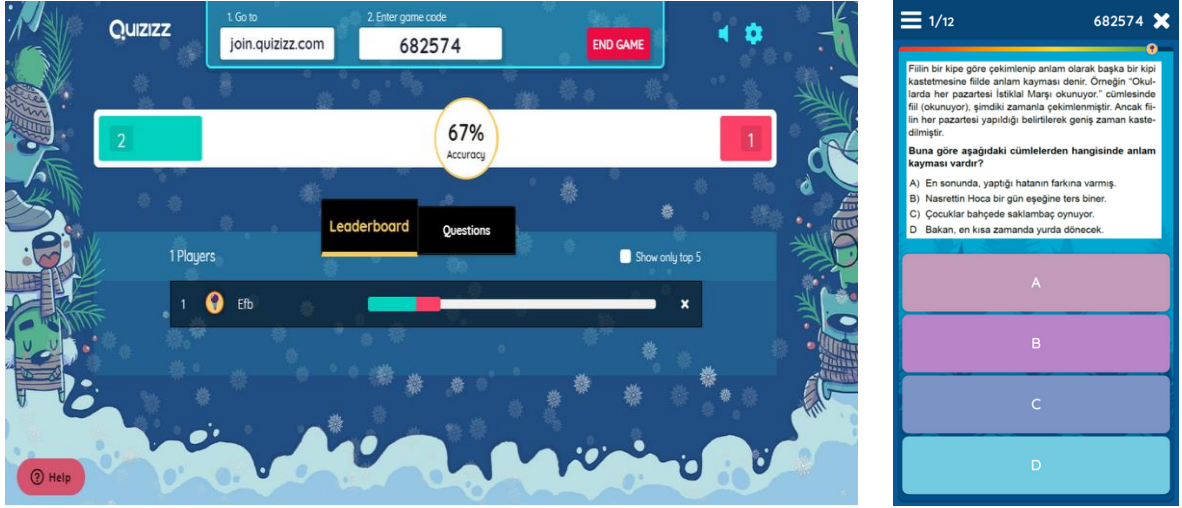 QUIZIZZ
1. Go to
2. Enter game code
join.quizizz.com
682574
END GAME
2
67%
Accuracy
1
Leaderboard
Questions
1 Players
Show only top 5
1
Efb
Help
1/12
682574
Fiilin bir kipe göre çekimlenip anlam olarak başka bir kipi
kastetmesine fiilde anlam kayması denir. Örneğin “Okul-
larda her pazartesi İstiklal Marşı okunuyor.” cümlesinde
fiil (okunuyor), şimdiki zamanla çekimlenmiştir. Ancak fi-
lin her pazartesi yapıldığı belirtilerek geniş zaman kaste-
dilmiştir.
Buna göre aşağıdaki cümlelerden hangisinde anlam
kayması vardır?
A) En sonunda, yaptığı hatanın farkına varmış.
B) Nasrettin Hoca bir gün eşeğine ters biner.
C) Çocuklar bahçede saklambaç oynuyor.
D Bakan, en kısa zamanda yurda dönecek.
A
B
C
D